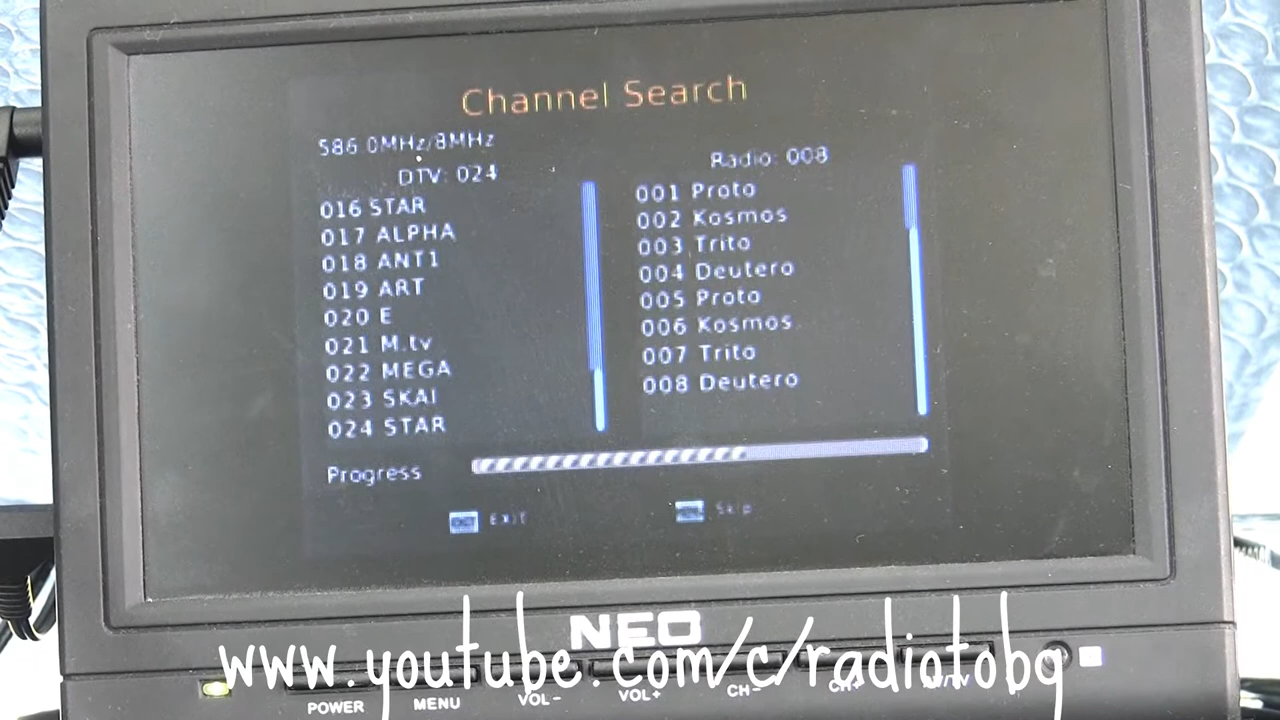 Channel Search
586.0MHz/8MHz
DTV: 024
016 STAR
017 ALPHA
018 ANT1
019 ART
020 E
021 M.tv
022 MEGA
023 SKAI
024 STAR
Radio: 008
001 Proto
002 Kosmos
003 Trito
004 Deutero
005 Proto
006 Kosmos
007 Trito
008 Deutero
Progress
Exit
Skip
NEO
www.youtube.com/c/radiotobg
POWER
MENU
VOL-
VOL+
CH-
CH+